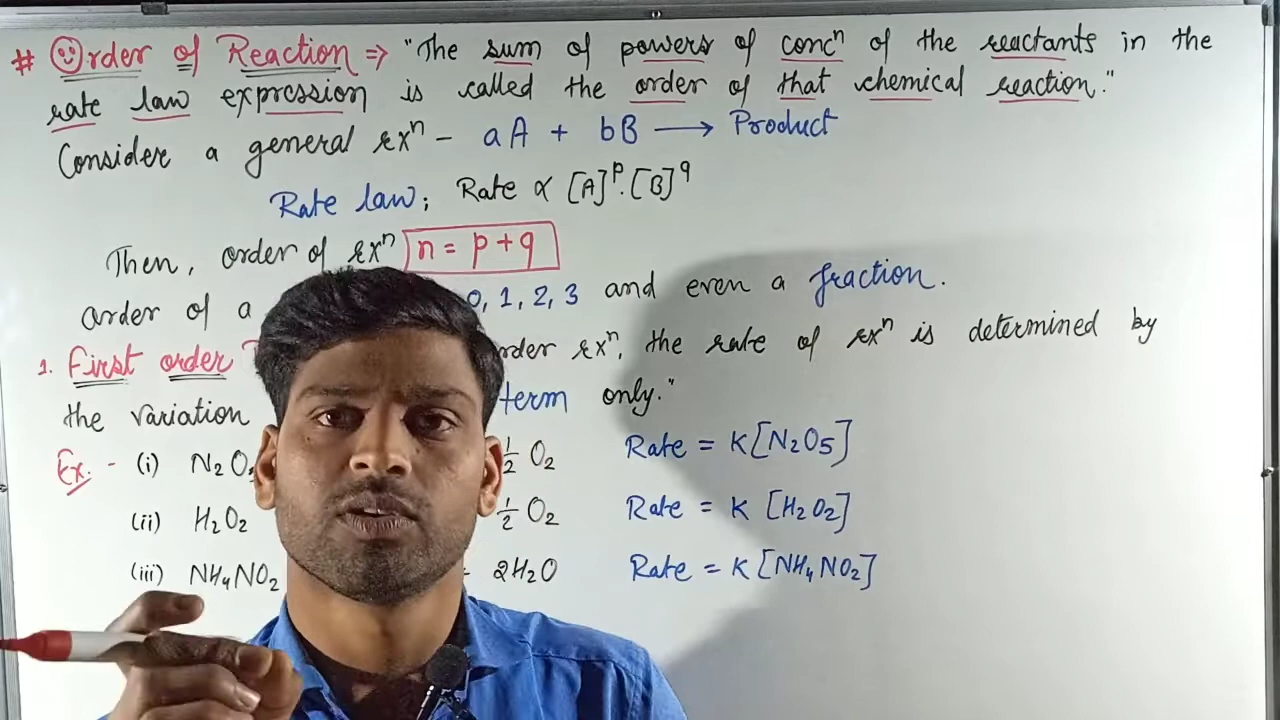 # Order of Reaction ⇒ "The sum of powers of concⁿ of the reactants in the
rate law expression is called the order of that chemical reaction."
Consider a general rxⁿ - aA + bB ⟶ Product
Rate law; Rate ∝ [A]ᵖ.[B]^q
Then, order of rxⁿ n = p + q
order of a 0, 1, 2, 3 and even a fraction.
1. First order rder rxⁿ, the rate of rxⁿ is determined by
the variation term only."
Ex. - (i) N₂O ½ O₂ Rate = K[N₂O₅]
(ii) H₂O₂ ½ O₂ Rate = K [H₂O₂]
(iii) NH₄NO₂ 2H₂O Rate = K [NH₄NO₂]